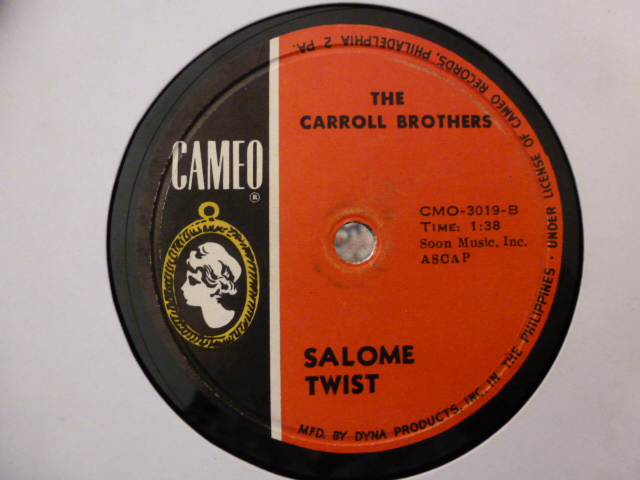 THE
CARROLL BROTHERS
CAMEO
®
CMO-3019-B
TIME: 1:38
Soon Music, Inc.
ASCAP
SALOME
TWIST
MFD. BY DYNA PRODUCTS, INC. IN THE PHILIPPINES · UNDER LICENSE OF CAMEO RECORDS, PHILADELPHIA 2 PA.